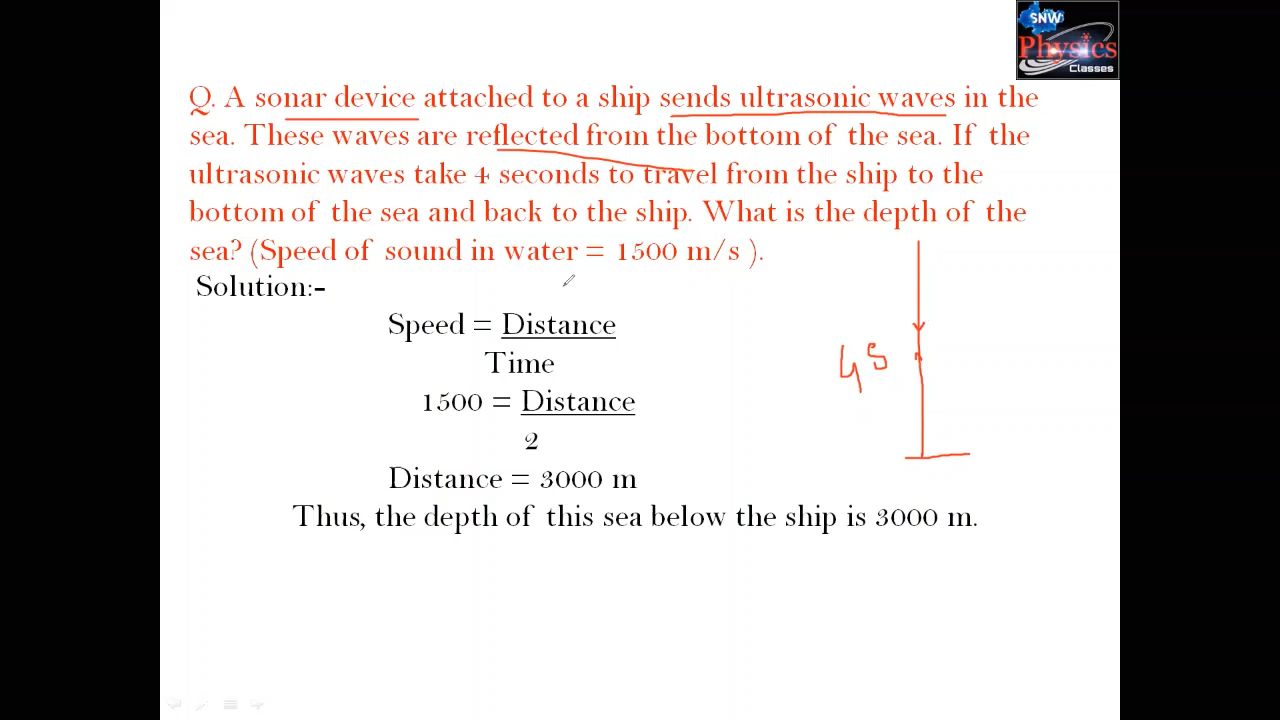 SNW
Physics
Classes
Q. A sonar device attached to a ship sends ultrasonic waves in the
sea. These waves are reflected from the bottom of the sea. If the
ultrasonic waves take 4 seconds to travel from the ship to the
bottom of the sea and back to the ship. What is the depth of the
sea? (Speed of sound in water = 1500 m/s ).
Solution:-
Speed = Distance
Time
1500 = Distance
2
Distance = 3000 m
Thus, the depth of this sea below the ship is 3000 m.
4 S